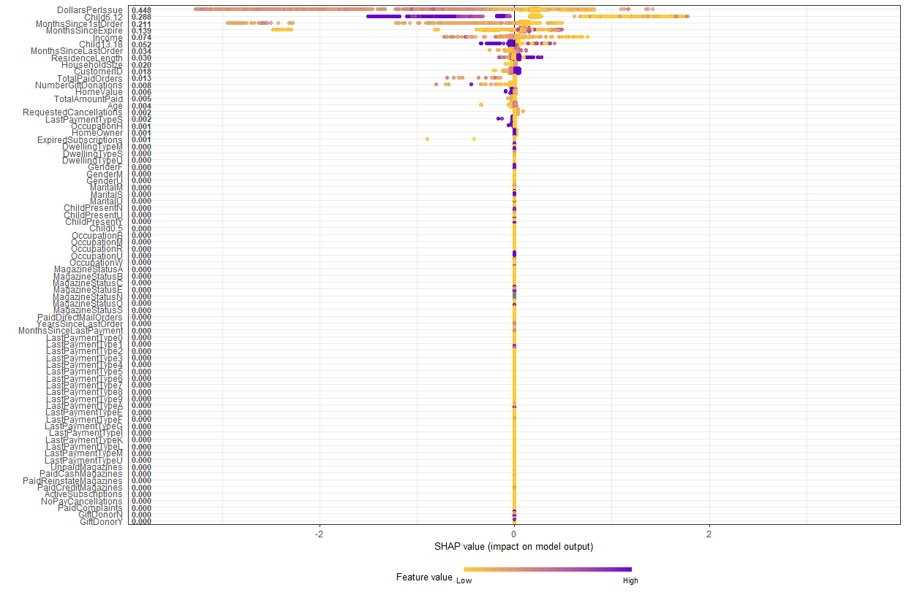 DollarsPerIssue 0.448
Child6.12 0.288
MonthsSince1stOrder 0.211
MonthsSinceExpire 0.139
Income 0.074
Child13.18 0.052
MonthsSinceLastOrder 0.034
ResidenceLength 0.030
HouseholdSize 0.020
CustomerID 0.018
TotalPaidOrders 0.013
NumberGiftDonations 0.008
HomeValue 0.006
TotalAmountPaid 0.005
Age 0.004
RequestedCancellations 0.002
LastPaymentTypeS 0.002
OccupationH 0.001
HomeOwner 0.001
ExpiredSubscriptions 0.001
DwellingTypeM 0.000
DwellingTypeS 0.000
DwellingTypeU 0.000
GenderF 0.000
GenderM 0.000
GenderU 0.000
MaritalM 0.000
MaritalS 0.000
MaritalU 0.000
ChildPresentN 0.000
ChildPresentU 0.000
ChildPresentY 0.000
Child0.5 0.000
OccupationB 0.000
OccupationM 0.000
OccupationR 0.000
OccupationU 0.000
OccupationW 0.000
MagazineStatusA 0.000
MagazineStatusB 0.000
MagazineStatusC 0.000
MagazineStatusE 0.000
MagazineStatusN 0.000
MagazineStatusO 0.000
MagazineStatusS 0.000
PaidDirectMailOrders 0.000
YearsSinceLastOrder 0.000
MonthsSinceLastPayment 0.000
LastPaymentType0 0.000
LastPaymentType1 0.000
LastPaymentType2 0.000
LastPaymentType3 0.000
LastPaymentType4 0.000
LastPaymentType5 0.000
LastPaymentType6 0.000
LastPaymentType7 0.000
LastPaymentType8 0.000
LastPaymentType9 0.000
LastPaymentTypeA 0.000
LastPaymentTypeE 0.000
LastPaymentTypeF 0.000
LastPaymentTypeG 0.000
LastPaymentTypeI 0.000
LastPaymentTypeK 0.000
LastPaymentTypeL 0.000
LastPaymentTypeM 0.000
LastPaymentTypeU 0.000
UnpaidMagazines 0.000
PaidCashMagazines 0.000
PaidReinstateMagazines 0.000
PaidCreditMagazines 0.000
ActiveSubscriptions 0.000
NoPayCancellations 0.000
PaidComplaints 0.000
GiftDonorN 0.000
GiftDonorY 0.000
-2 0 2
SHAP value (impact on model output)
Feature value Low High